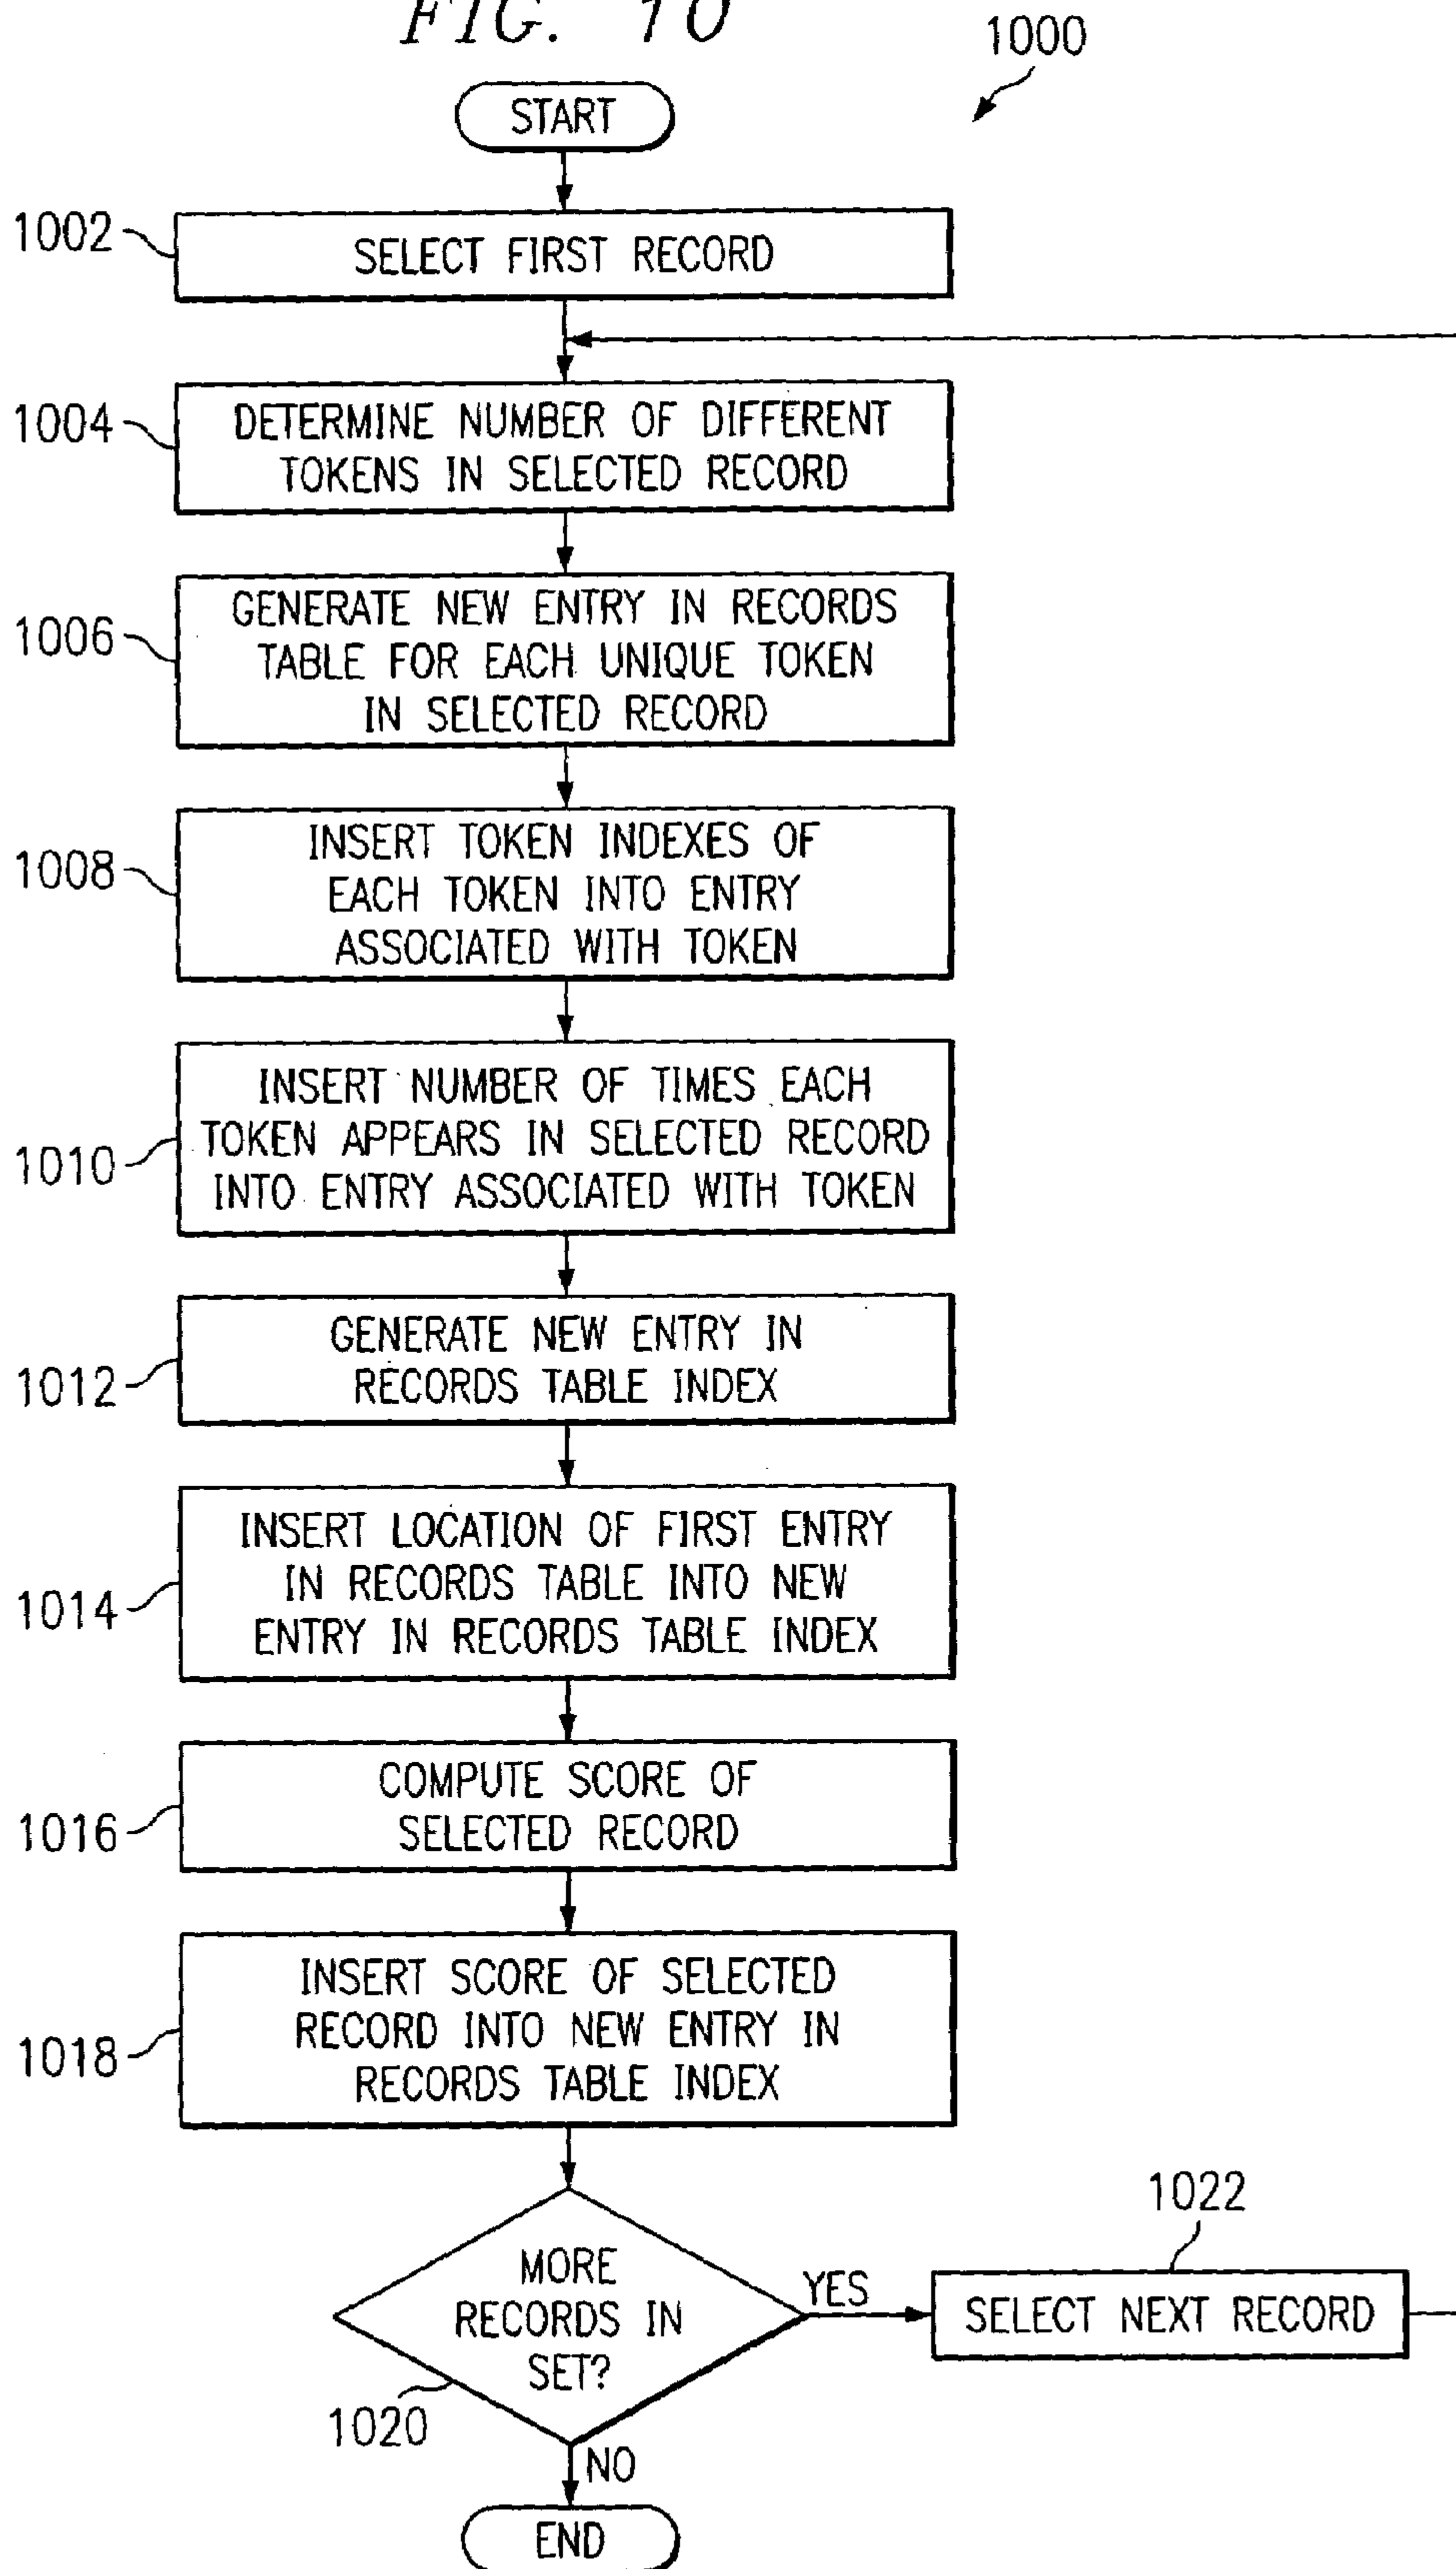 FIG. 10
1000
START
1002
SELECT FIRST RECORD
1004
DETERMINE NUMBER OF DIFFERENT
TOKENS IN SELECTED RECORD
1006
GENERATE NEW ENTRY IN RECORDS
TABLE FOR EACH UNIQUE TOKEN
IN SELECTED RECORD
1008
INSERT TOKEN INDEXES OF
EACH TOKEN INTO ENTRY
ASSOCIATED WITH TOKEN
1010
INSERT NUMBER OF TIMES EACH
TOKEN APPEARS IN SELECTED RECORD
INTO ENTRY ASSOCIATED WITH TOKEN
1012
GENERATE NEW ENTRY IN
RECORDS TABLE INDEX
1014
INSERT LOCATION OF FIRST ENTRY
IN RECORDS TABLE INTO NEW
ENTRY IN RECORDS TABLE INDEX
1016
COMPUTE SCORE OF
SELECTED RECORD
1018
INSERT SCORE OF SELECTED
RECORD INTO NEW ENTRY IN
RECORDS TABLE INDEX
1020
MORE
RECORDS IN
SET?
YES
1022
SELECT NEXT RECORD
NO
END